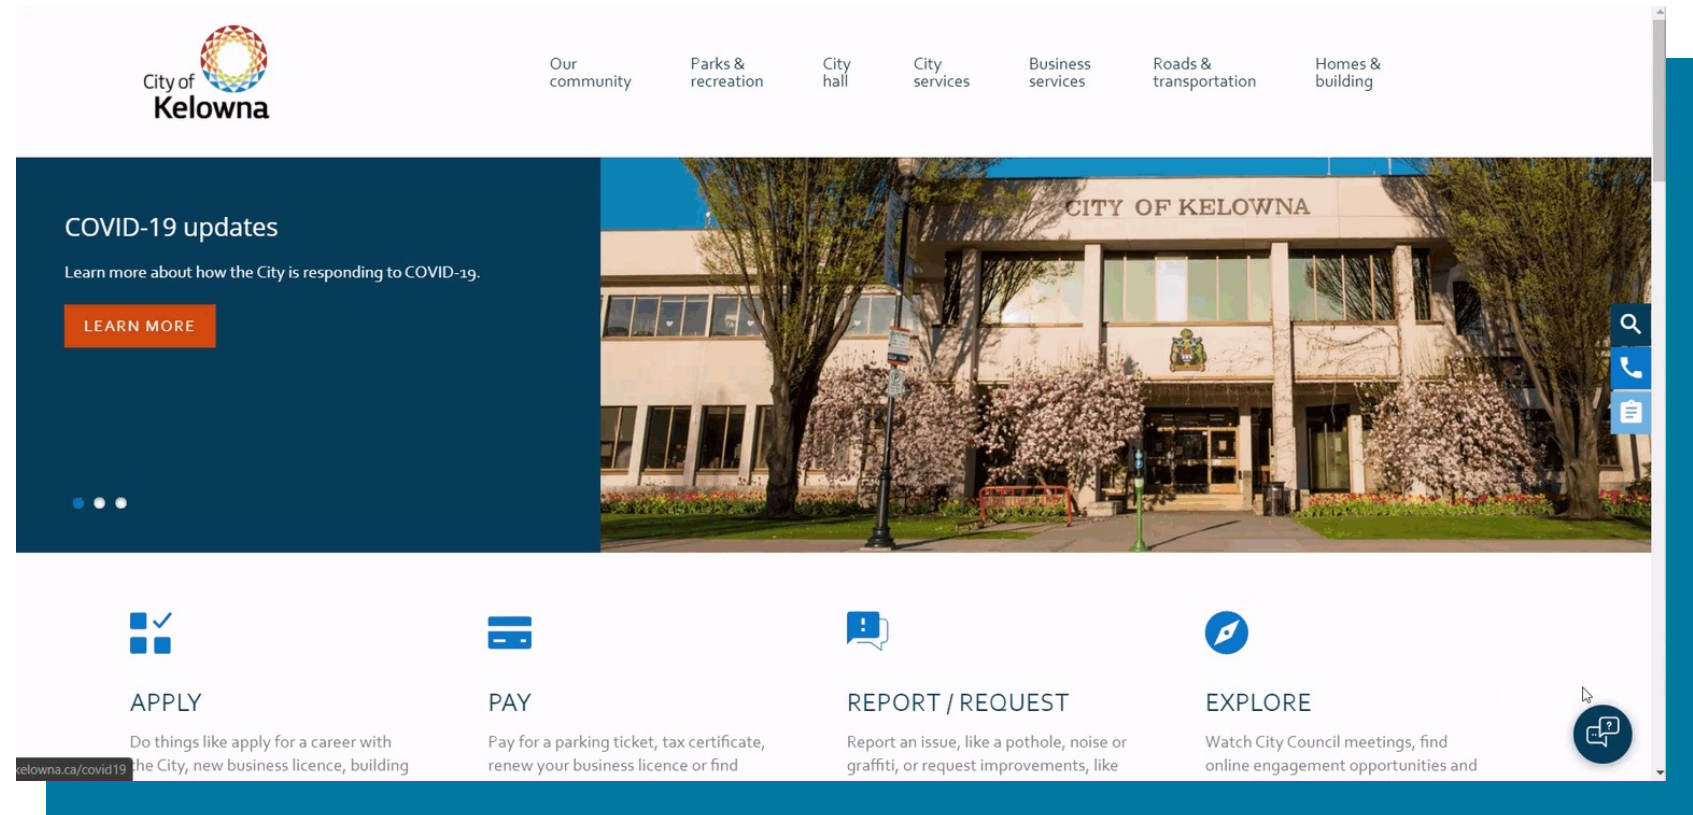 City of
Kelowna
Our
community
Parks &
recreation
City
hall
City
services
Business
services
Roads &
transportation
Homes &
building
COVID-19 updates
Learn more about how the City is responding to COVID-19.
LEARN MORE
CITY OF KELOWNA
APPLY
Do things like apply for a career with
the City, new business licence, building
PAY
Pay for a parking ticket, tax certificate,
renew your business licence or find
REPORT / REQUEST
Report an issue, like a pothole, noise or
graffiti, or request improvements, like
EXPLORE
Watch City Council meetings, find
online engagement opportunities and
kelowna.ca/covid19